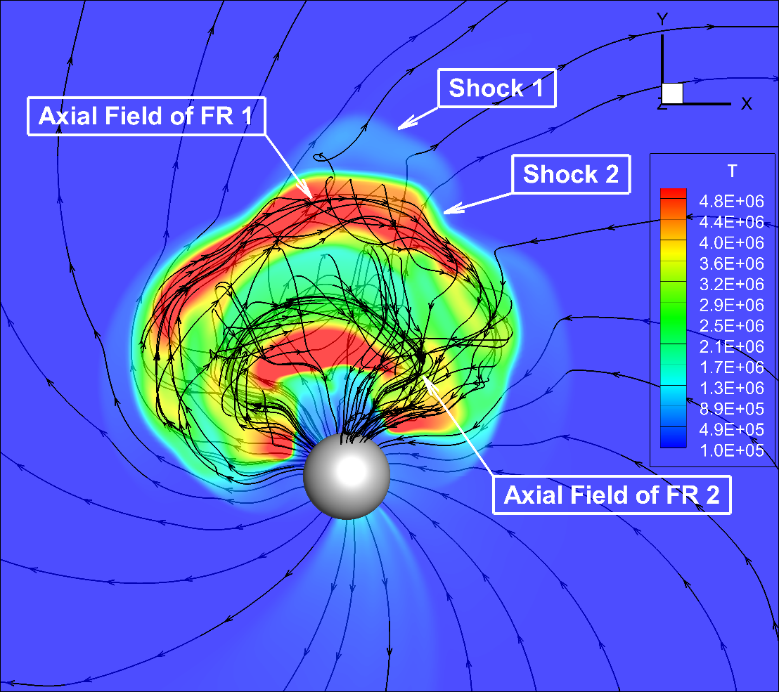 Y
Shock 1
Axial Field of FR 1
Z
X
Shock 2
T
4.8E+06
4.4E+06
4.0E+06
3.6E+06
3.2E+06
2.9E+06
2.5E+06
2.1E+06
1.7E+06
1.3E+06
8.9E+05
4.9E+05
1.0E+05
Axial Field of FR 2